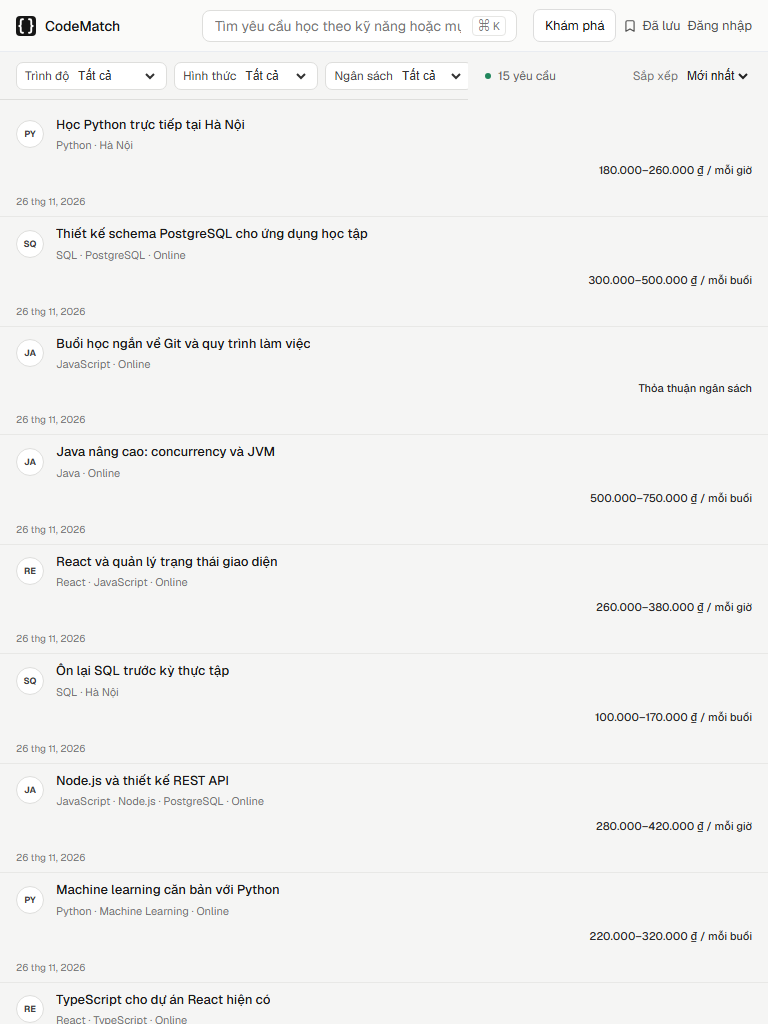 CodeMatch
Tìm yêu cầu học theo kỹ năng hoặc mụ
⌘ K
Khám phá
Đã lưu
Đăng nhập
Trình độ Tất cả
Hình thức Tất cả
Ngân sách Tất cả
15 yêu cầu
Sắp xếp Mới nhất
PY
Học Python trực tiếp tại Hà Nội
Python · Hà Nội
180.000–260.000 ₫ / mỗi giờ
26 thg 11, 2026
SQ
Thiết kế schema PostgreSQL cho ứng dụng học tập
SQL · PostgreSQL · Online
300.000–500.000 ₫ / mỗi buổi
26 thg 11, 2026
JA
Buổi học ngắn về Git và quy trình làm việc
JavaScript · Online
Thỏa thuận ngân sách
26 thg 11, 2026
JA
Java nâng cao: concurrency và JVM
Java · Online
500.000–750.000 ₫ / mỗi buổi
26 thg 11, 2026
RE
React và quản lý trạng thái giao diện
React · JavaScript · Online
260.000–380.000 ₫ / mỗi giờ
26 thg 11, 2026
SQ
Ôn lại SQL trước kỳ thực tập
SQL · Hà Nội
100.000–170.000 ₫ / mỗi buổi
26 thg 11, 2026
JA
Node.js và thiết kế REST API
JavaScript · Node.js · PostgreSQL · Online
280.000–420.000 ₫ / mỗi giờ
26 thg 11, 2026
PY
Machine learning căn bản với Python
Python · Machine Learning · Online
220.000–320.000 ₫ / mỗi buổi
26 thg 11, 2026
RE
TypeScript cho dự án React hiện có
React · TypeScript · Online